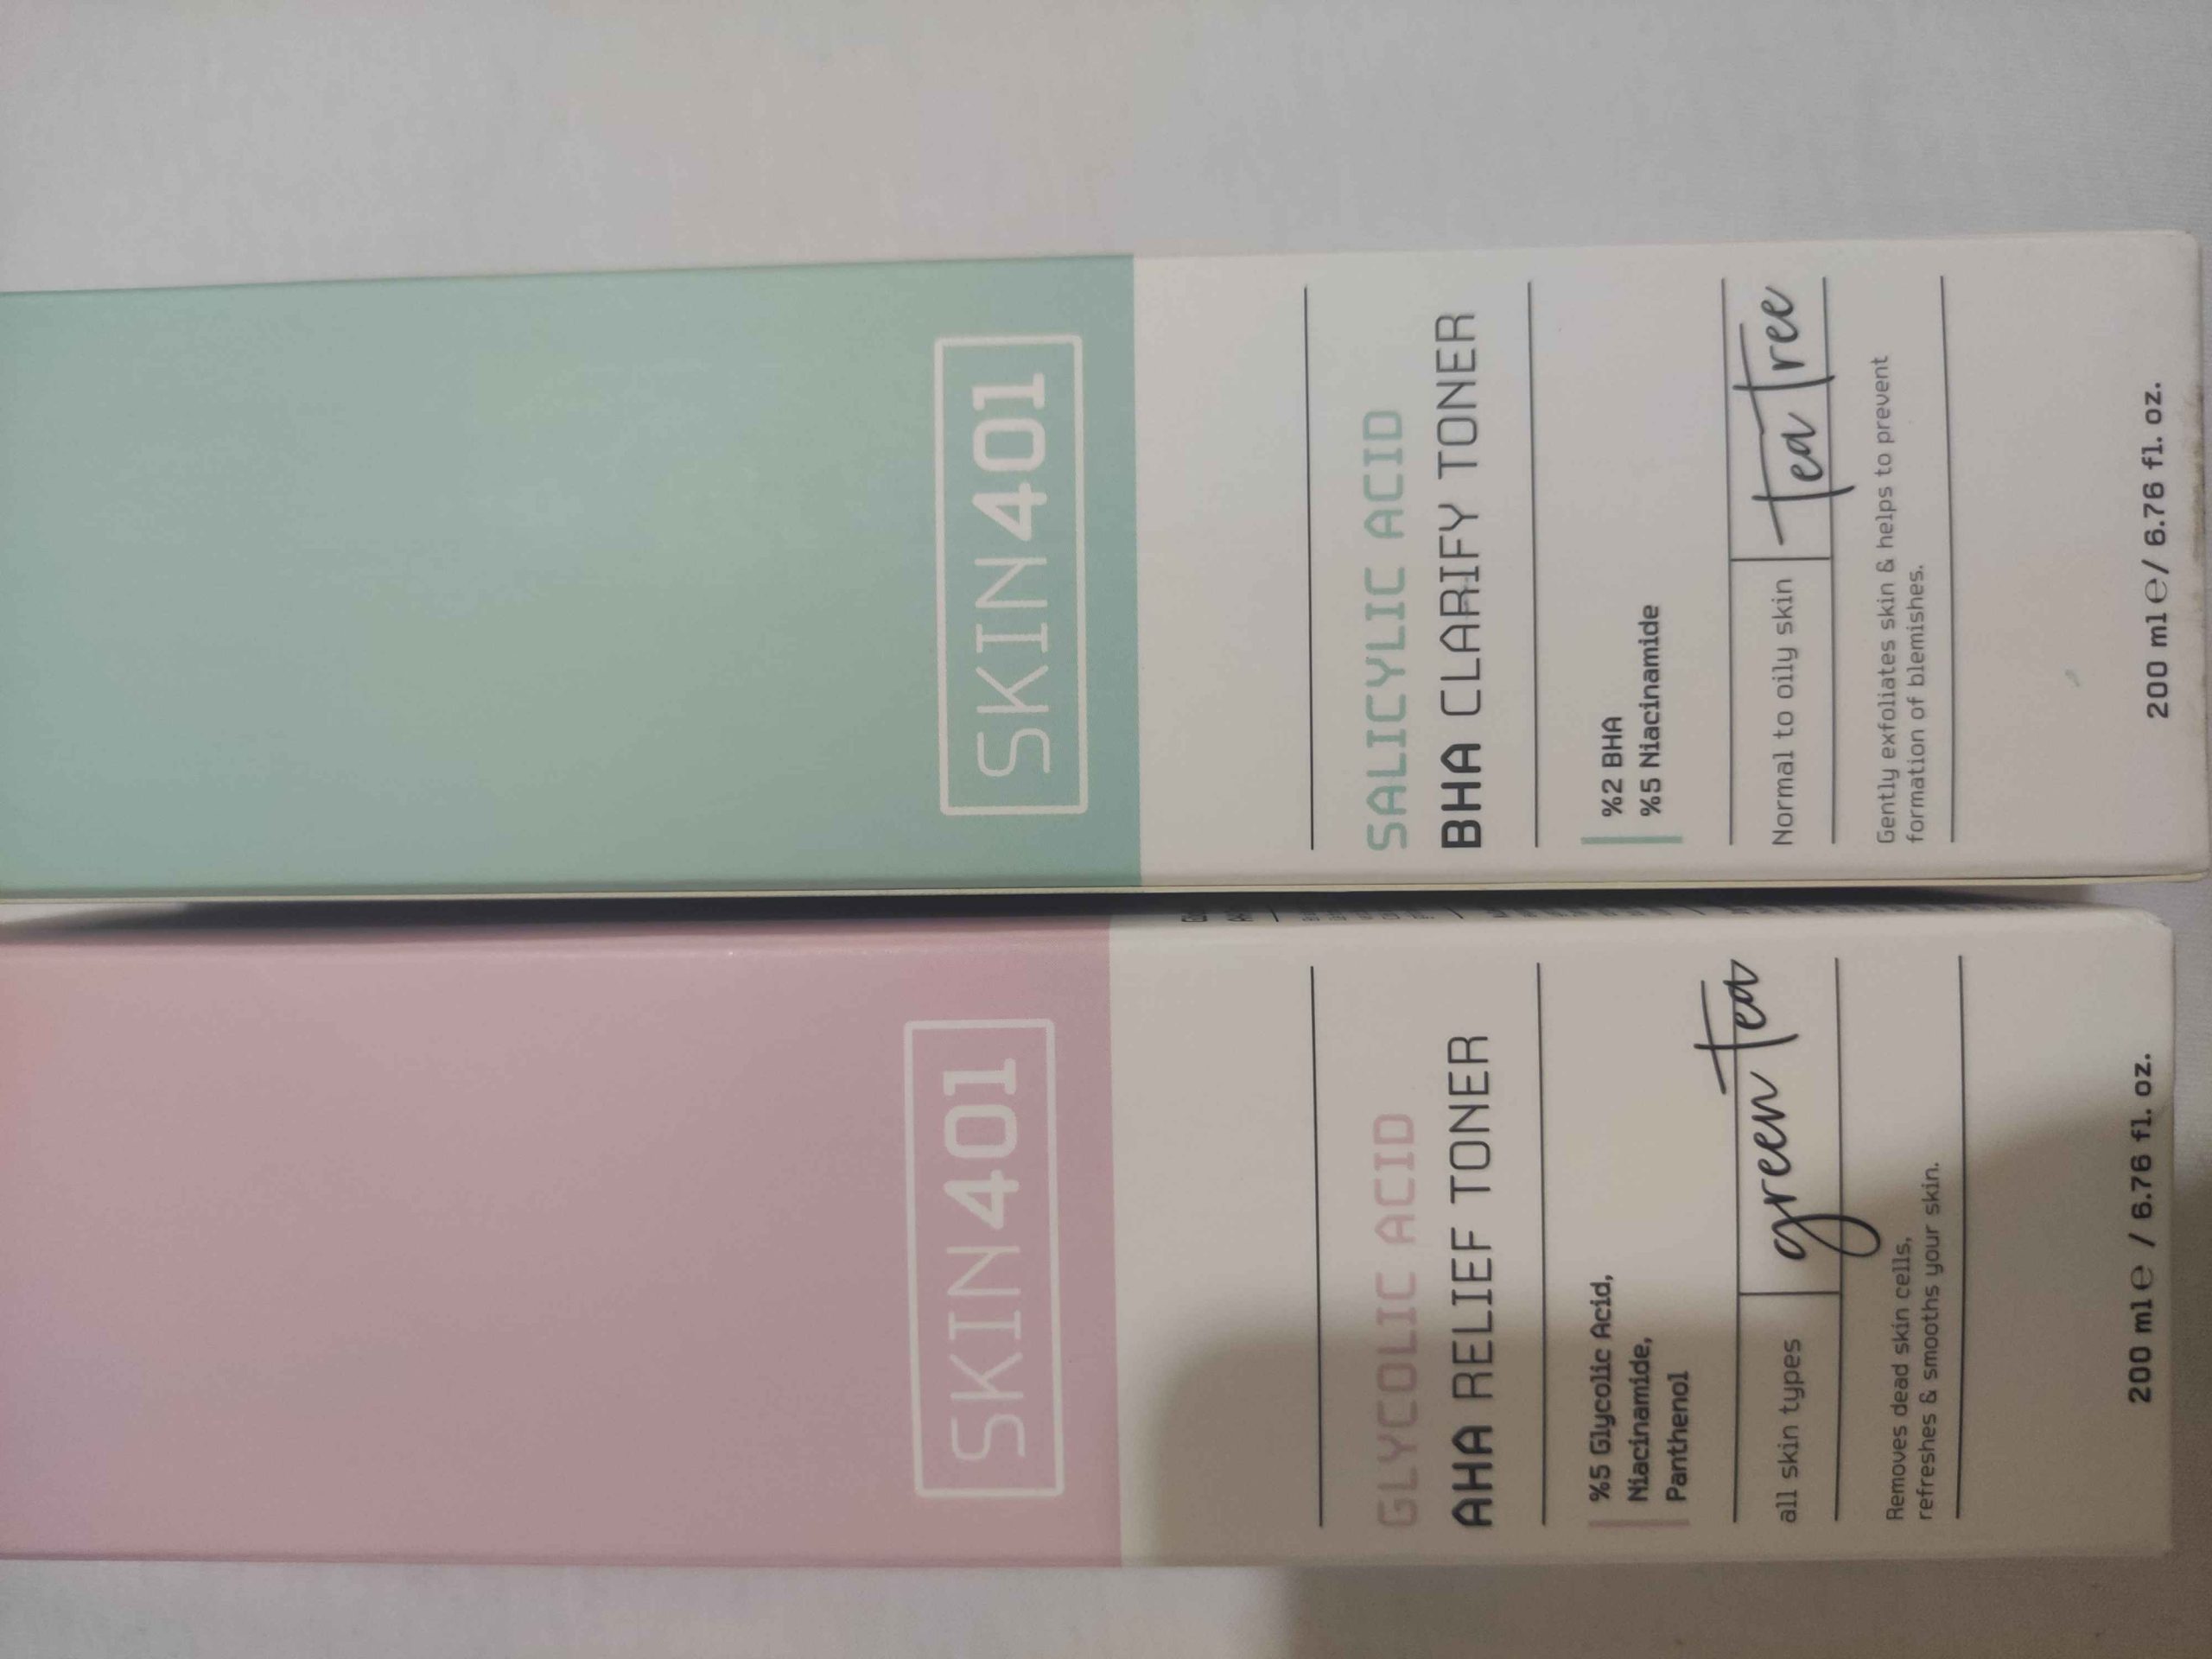 SKIN401
SALICYLIC ACID
BHA CLARIFY TONER
%2 BHA
%5 Niacinamide
Normal to oily skin
tea tree
Gently exfoliates skin & helps to prevent
formation of blemishes.
200 ml ℮/ 6.76 fl. oz.
SKIN401
GLYCOLIC ACID
AHA RELIEF TONER
%5 Glycolic Acid,
Niacinamide,
Panthenol
all skin types
green tea
Removes dead skin cells,
refreshes & smooths your skin.
200 ml ℮ / 6.76 fl. oz.